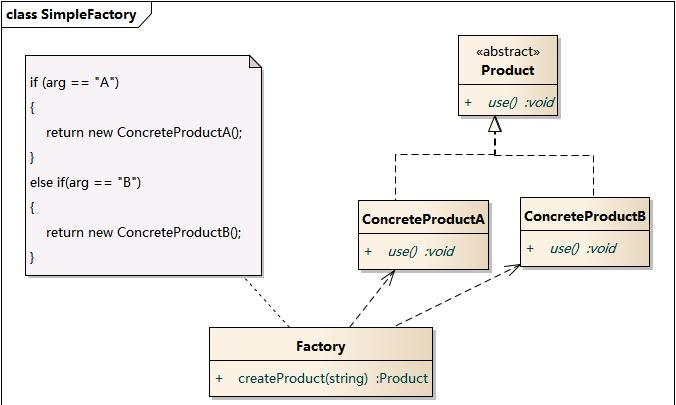 class SimpleFactory
if (arg == "A")
{
return new ConcreteProductA();
}
else if(arg == "B")
{
return new ConcreteProductB();
}
«abstract»
Product
+ use() :void
ConcreteProductA
+ use() :void
ConcreteProductB
+ use() :void
Factory
+ createProduct(string) :Product